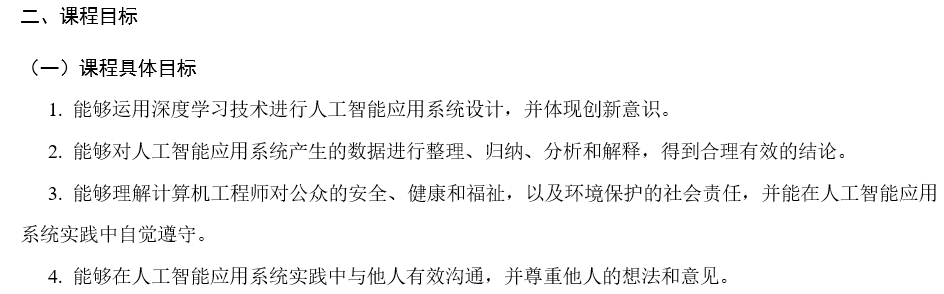 二、课程目标
（一）课程具体目标
1. 能够运用深度学习技术进行人工智能应用系统设计，并体现创新意识。
2. 能够对人工智能应用系统产生的数据进行整理、归纳、分析和解释，得到合理有效的结论。
3. 能够理解计算机工程师对公众的安全、健康和福祉，以及环境保护的社会责任，并能在人工智能应用
系统实践中自觉遵守。
4. 能够在人工智能应用系统实践中与他人有效沟通，并尊重他人的想法和意见。